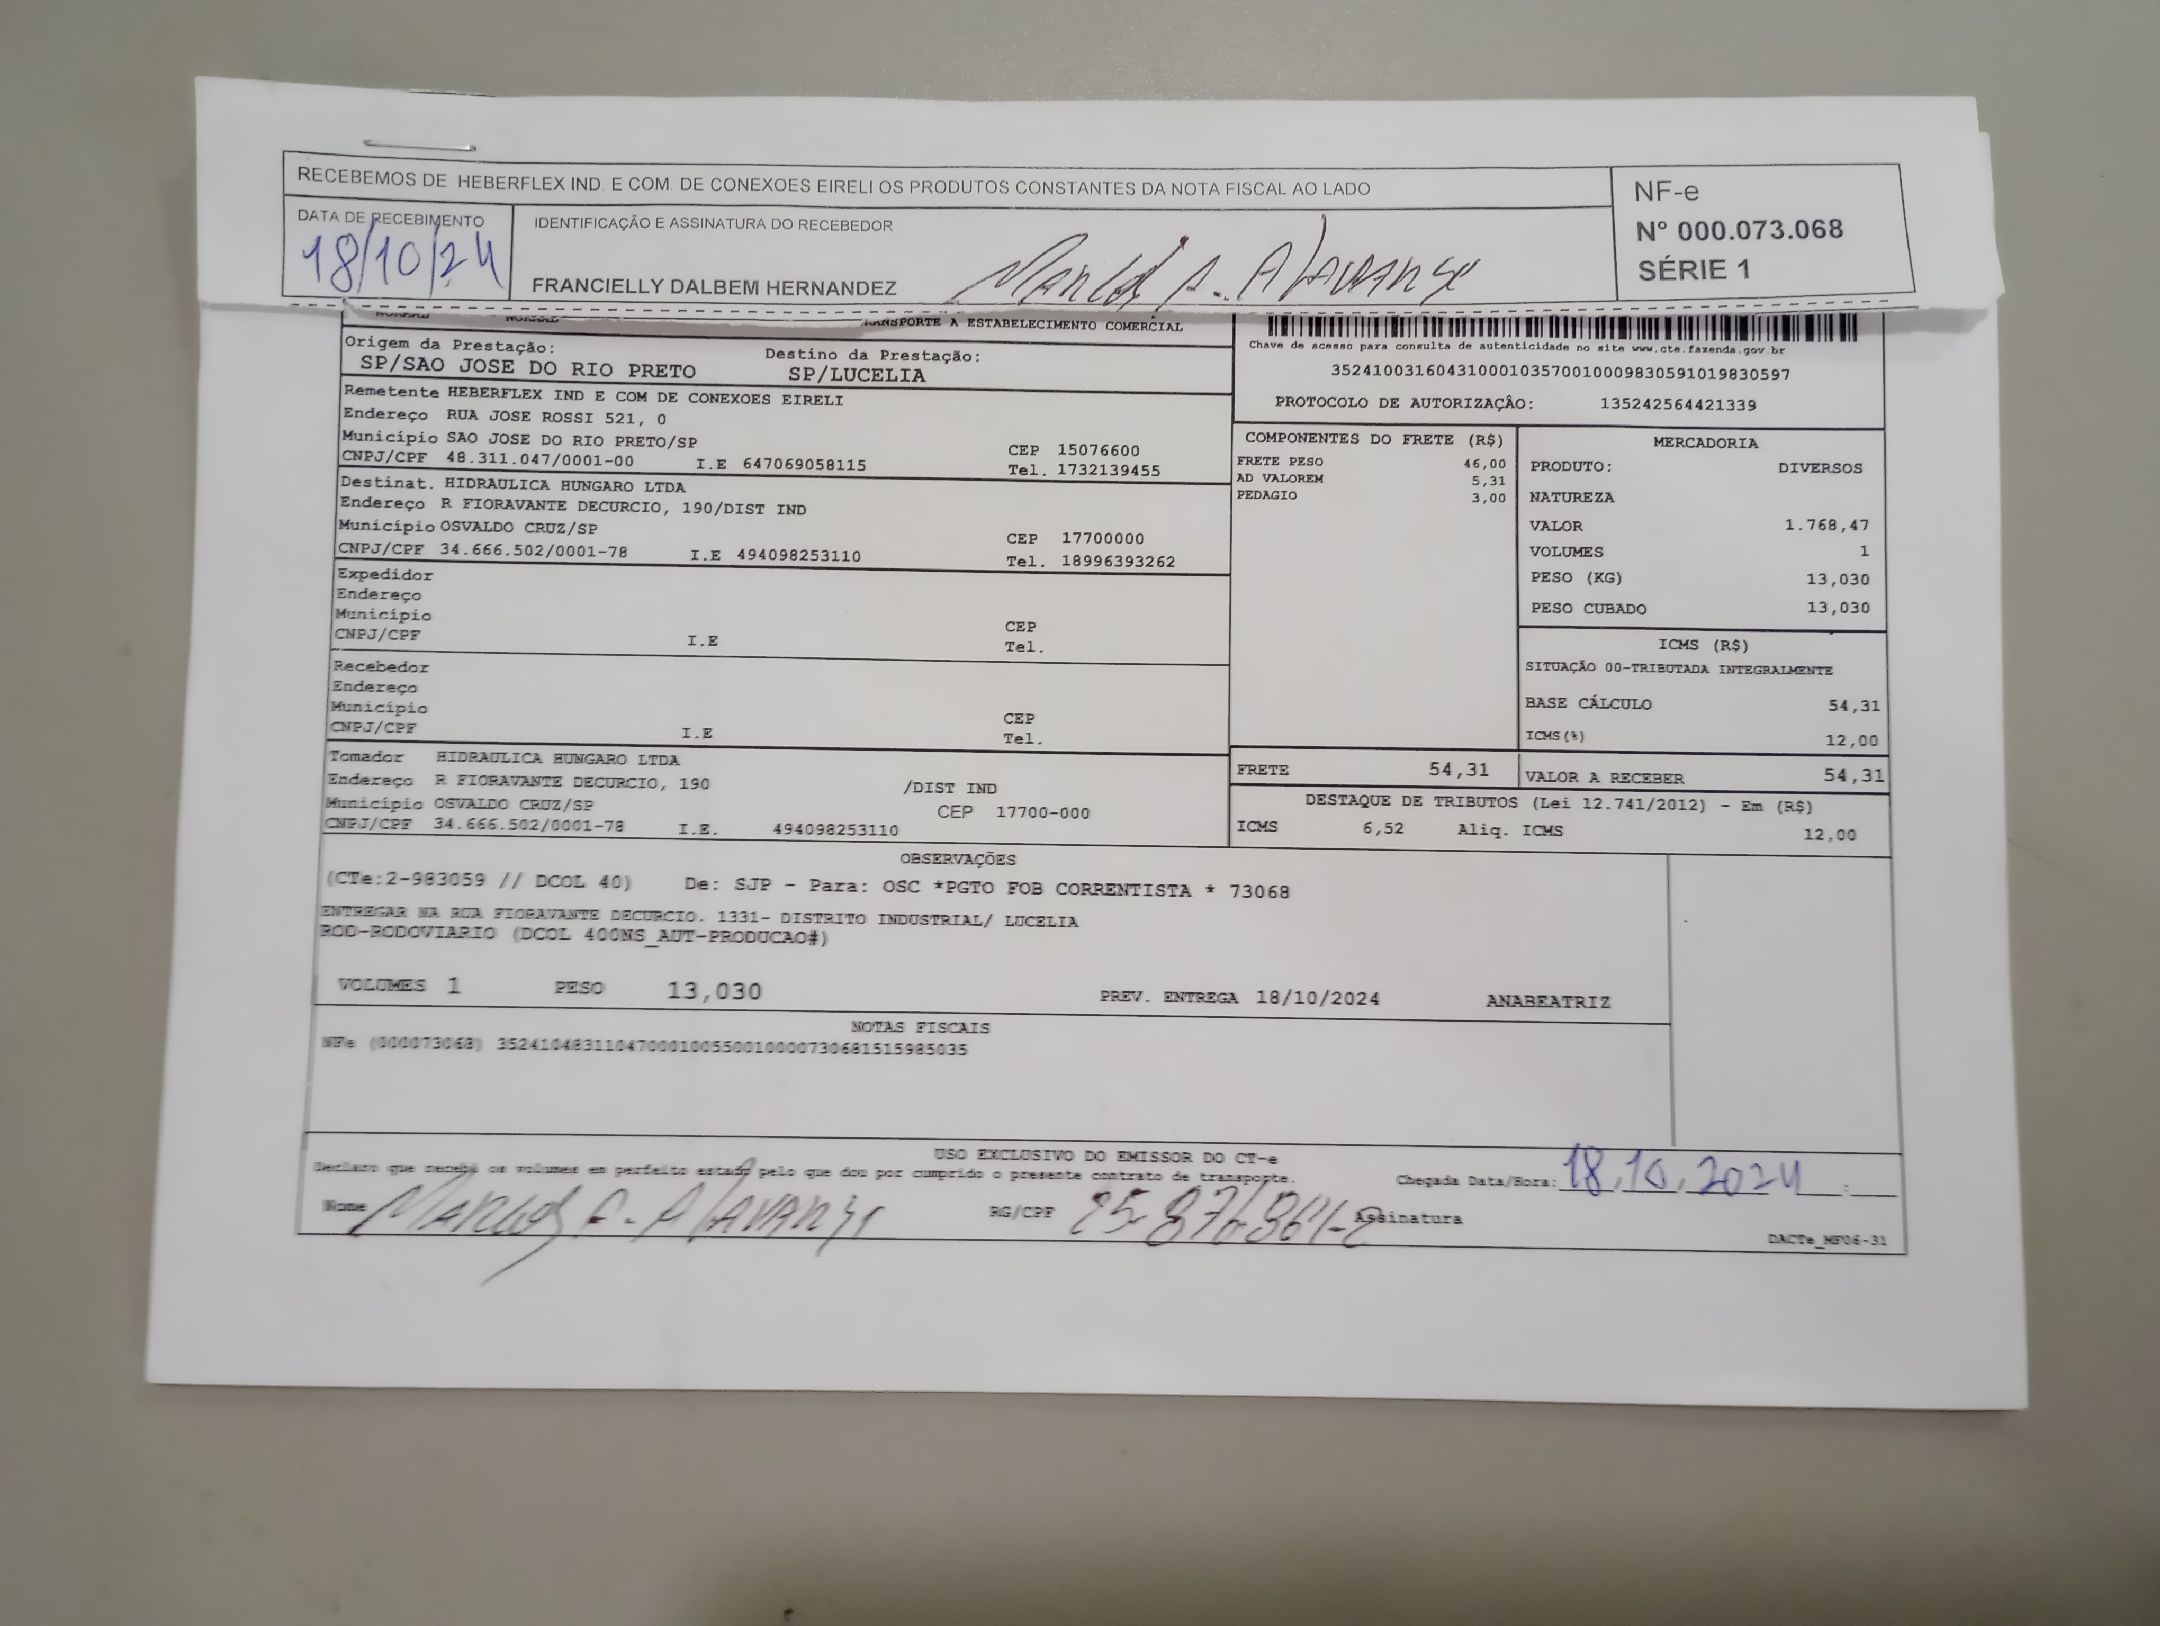 RECEBEMOS DE HEBERFLEX IND. E COM. DE CONEXOES EIRELI OS PRODUTOS CONSTANTES DA NOTA FISCAL AO LADO
NF-e
Nº 000.073.068
SÉRIE 1
DATA DE RECEBIMENTO
18/10/24
IDENTIFICAÇÃO E ASSINATURA DO RECEBEDOR
FRANCIELLY DALBEM HERNANDEZ
TRANSPORTE A ESTABELECIMENTO COMERCIAL
Origem da Prestação:
SP/SAO JOSE DO RIO PRETO
Destino da Prestação:
SP/LUCELIA
Chave de acesso para consulta de autenticidade no site www.cte.fazenda.gov.br
35241003160431000103570010009830591019830597
PROTOCOLO DE AUTORIZAÇÃO: 135242564421339
Remetente HEBERFLEX IND E COM DE CONEXOES EIRELI
Endereço RUA JOSE ROSSI 521, 0
Município SAO JOSE DO RIO PRETO/SP CEP 15076600
CNPJ/CPF 48.311.047/0001-00 I.E 647069058115 Tel. 1732139455
Destinat. HIDRAULICA HUNGARO LTDA
Endereço R FIORAVANTE DECURCIO, 190/DIST IND
Município OSVALDO CRUZ/SP CEP 17700000
CNPJ/CPF 34.666.502/0001-78 I.E 494098253110 Tel. 18996393262
Expedidor
Endereço
Município CEP
CNPJ/CPF I.E Tel.
Recebedor
Endereço
Município CEP
CNPJ/CPF I.E Tel.
Tomador HIDRAULICA HUNGARO LTDA
Endereço R FIORAVANTE DECURCIO, 190 /DIST IND
Município OSVALDO CRUZ/SP CEP 17700-000
CNPJ/CPF 34.666.502/0001-78 I.E. 494098253110
COMPONENTES DO FRETE (R$)
FRETE PESO 46,00
AD VALOREM 5,31
PEDAGIO 3,00
MERCADORIA
PRODUTO: DIVERSOS
NATUREZA
VALOR 1.768,47
VOLUMES 1
PESO (KG) 13,030
PESO CUBADO 13,030
ICMS (R$)
SITUAÇÃO 00-TRIBUTADA INTEGRALMENTE
BASE CÁLCULO 54,31
ICMS(%) 12,00
FRETE 54,31
VALOR A RECEBER 54,31
DESTAQUE DE TRIBUTOS (Lei 12.741/2012) - Em (R$)
ICMS 6,52 Aliq. ICMS 12,00
OBSERVAÇÕES
(CTe:2-983059 // DCOL 40) De: SJP - Para: OSC *PGTO FOB CORRENTISTA * 73068
ENTREGAR NA RUA FIORAVANTE DECURCIO. 1331- DISTRITO INDUSTRIAL/ LUCELIA
ROD-RODOVIARIO (DCOL 400NS_AUT-PRODUCAO#)
VOLUMES 1 PESO 13,030 PREV. ENTREGA 18/10/2024 ANABEATRIZ
NOTAS FISCAIS
NFe (000073068) 35241048311047000100550010000730681515985035
USO EXCLUSIVO DO EMISSOR DO CT-e
Declaro que recebi os volumes em perfeito estado pelo que dou por cumprido o presente contrato de transporte.
Chegada Data/Hora: 18.10.2024
Nome RG/CPF Assinatura
DACTe_MF06-31